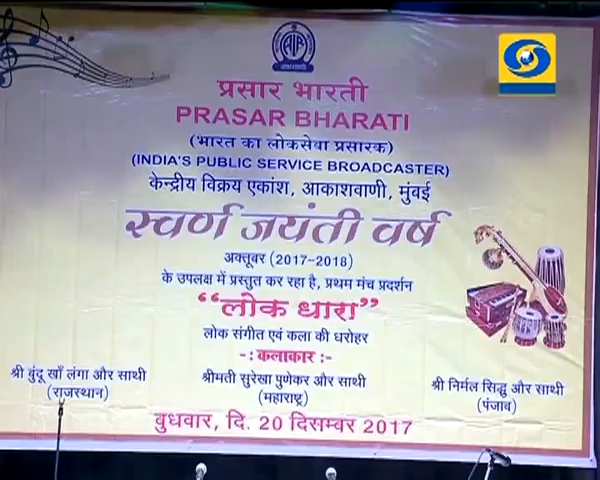 प्रसार भारती
PRASAR BHARATI
(भारत का लोकसेवा प्रसारक)
(INDIA'S PUBLIC SERVICE BROADCASTER)
केन्द्रीय विक्रय एकांश, आकाशवाणी, मुंबई
स्वर्ण जयंती वर्ष
अक्तूबर (2017-2018)
के उपलक्ष में प्रस्तुत कर रहा है, प्रथम मंच प्रदर्शन
“लोक धारा”
लोक संगीत एवं कला की धरोहर
-: कलाकार :-
श्री बुंदू खाँ लंगा और साथी
(राजस्थान)
श्रीमती सुरेखा पुणेकर और साथी
(महाराष्ट्र)
श्री निर्मल सिद्धु और साथी
(पंजाब)
बुधवार, दि. 20 दिसम्बर 2017